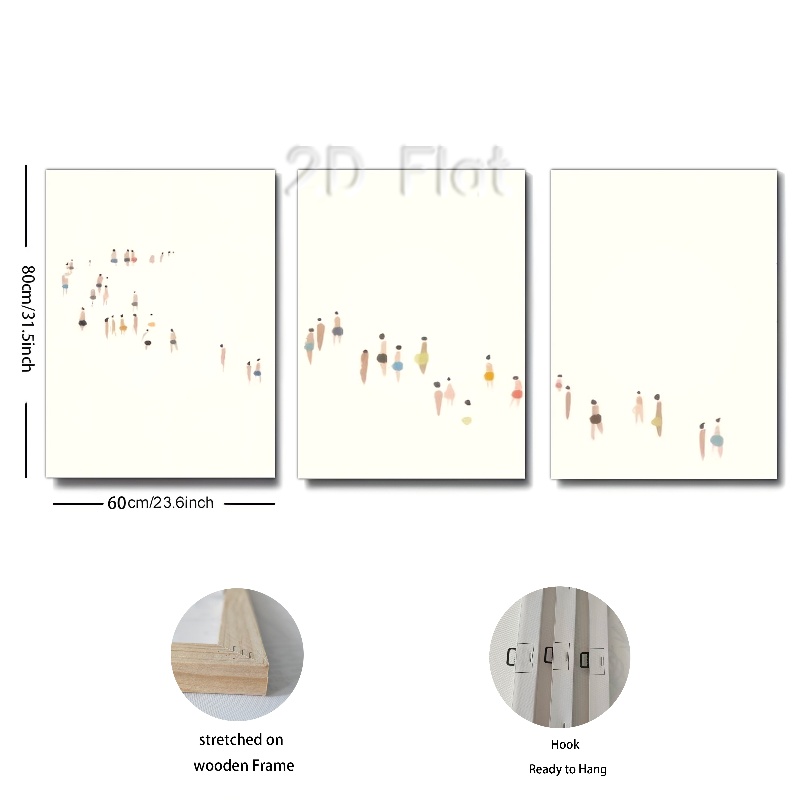 2D Flat
80cm/31.5inch
60cm/23.6inch
stretched on
wooden Frame
Hook
Ready to Hang